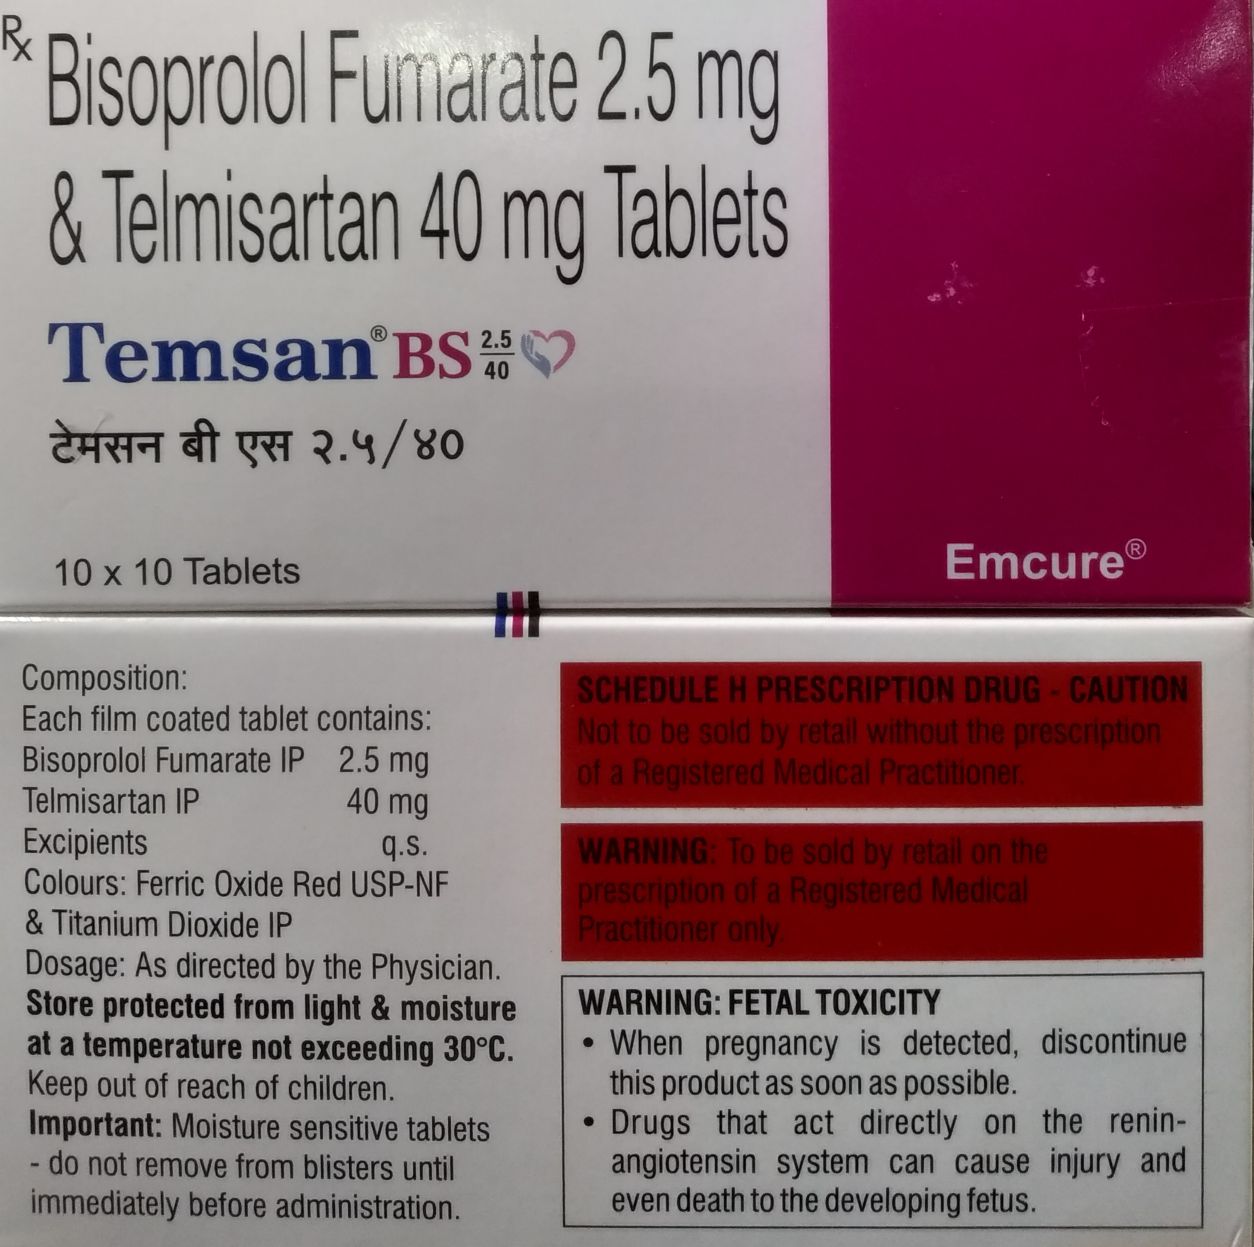 Rx Bisoprolol Fumarate 2.5 mg
& Telmisartan 40 mg Tablets
Temsan® BS 2.5/40
टेमसन बी एस २.५/४०
10 x 10 Tablets
Emcure®
Composition:
Each film coated tablet contains:
Bisoprolol Fumarate IP 2.5 mg
Telmisartan IP 40 mg
Excipients q.s.
Colours: Ferric Oxide Red USP-NF
& Titanium Dioxide IP
Dosage: As directed by the Physician.
Store protected from light & moisture
at a temperature not exceeding 30°C.
Keep out of reach of children.
Important: Moisture sensitive tablets
- do not remove from blisters until
immediately before administration.
SCHEDULE H PRESCRIPTION DRUG - CAUTION
Not to be sold by retail without the prescription
of a Registered Medical Practitioner.
WARNING: To be sold by retail on the
prescription of a Registered Medical
Practitioner only.
WARNING: FETAL TOXICITY
• When pregnancy is detected, discontinue
this product as soon as possible.
• Drugs that act directly on the renin-
angiotensin system can cause injury and
even death to the developing fetus.